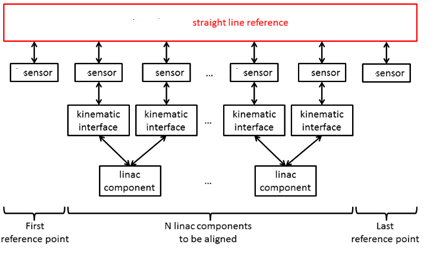 straight line reference
sensor sensor sensor ... sensor sensor sensor
kinematic interface kinematic interface ... kinematic interface kinematic interface
linac component ... linac component
First reference point
N linac components to be aligned
Last reference point